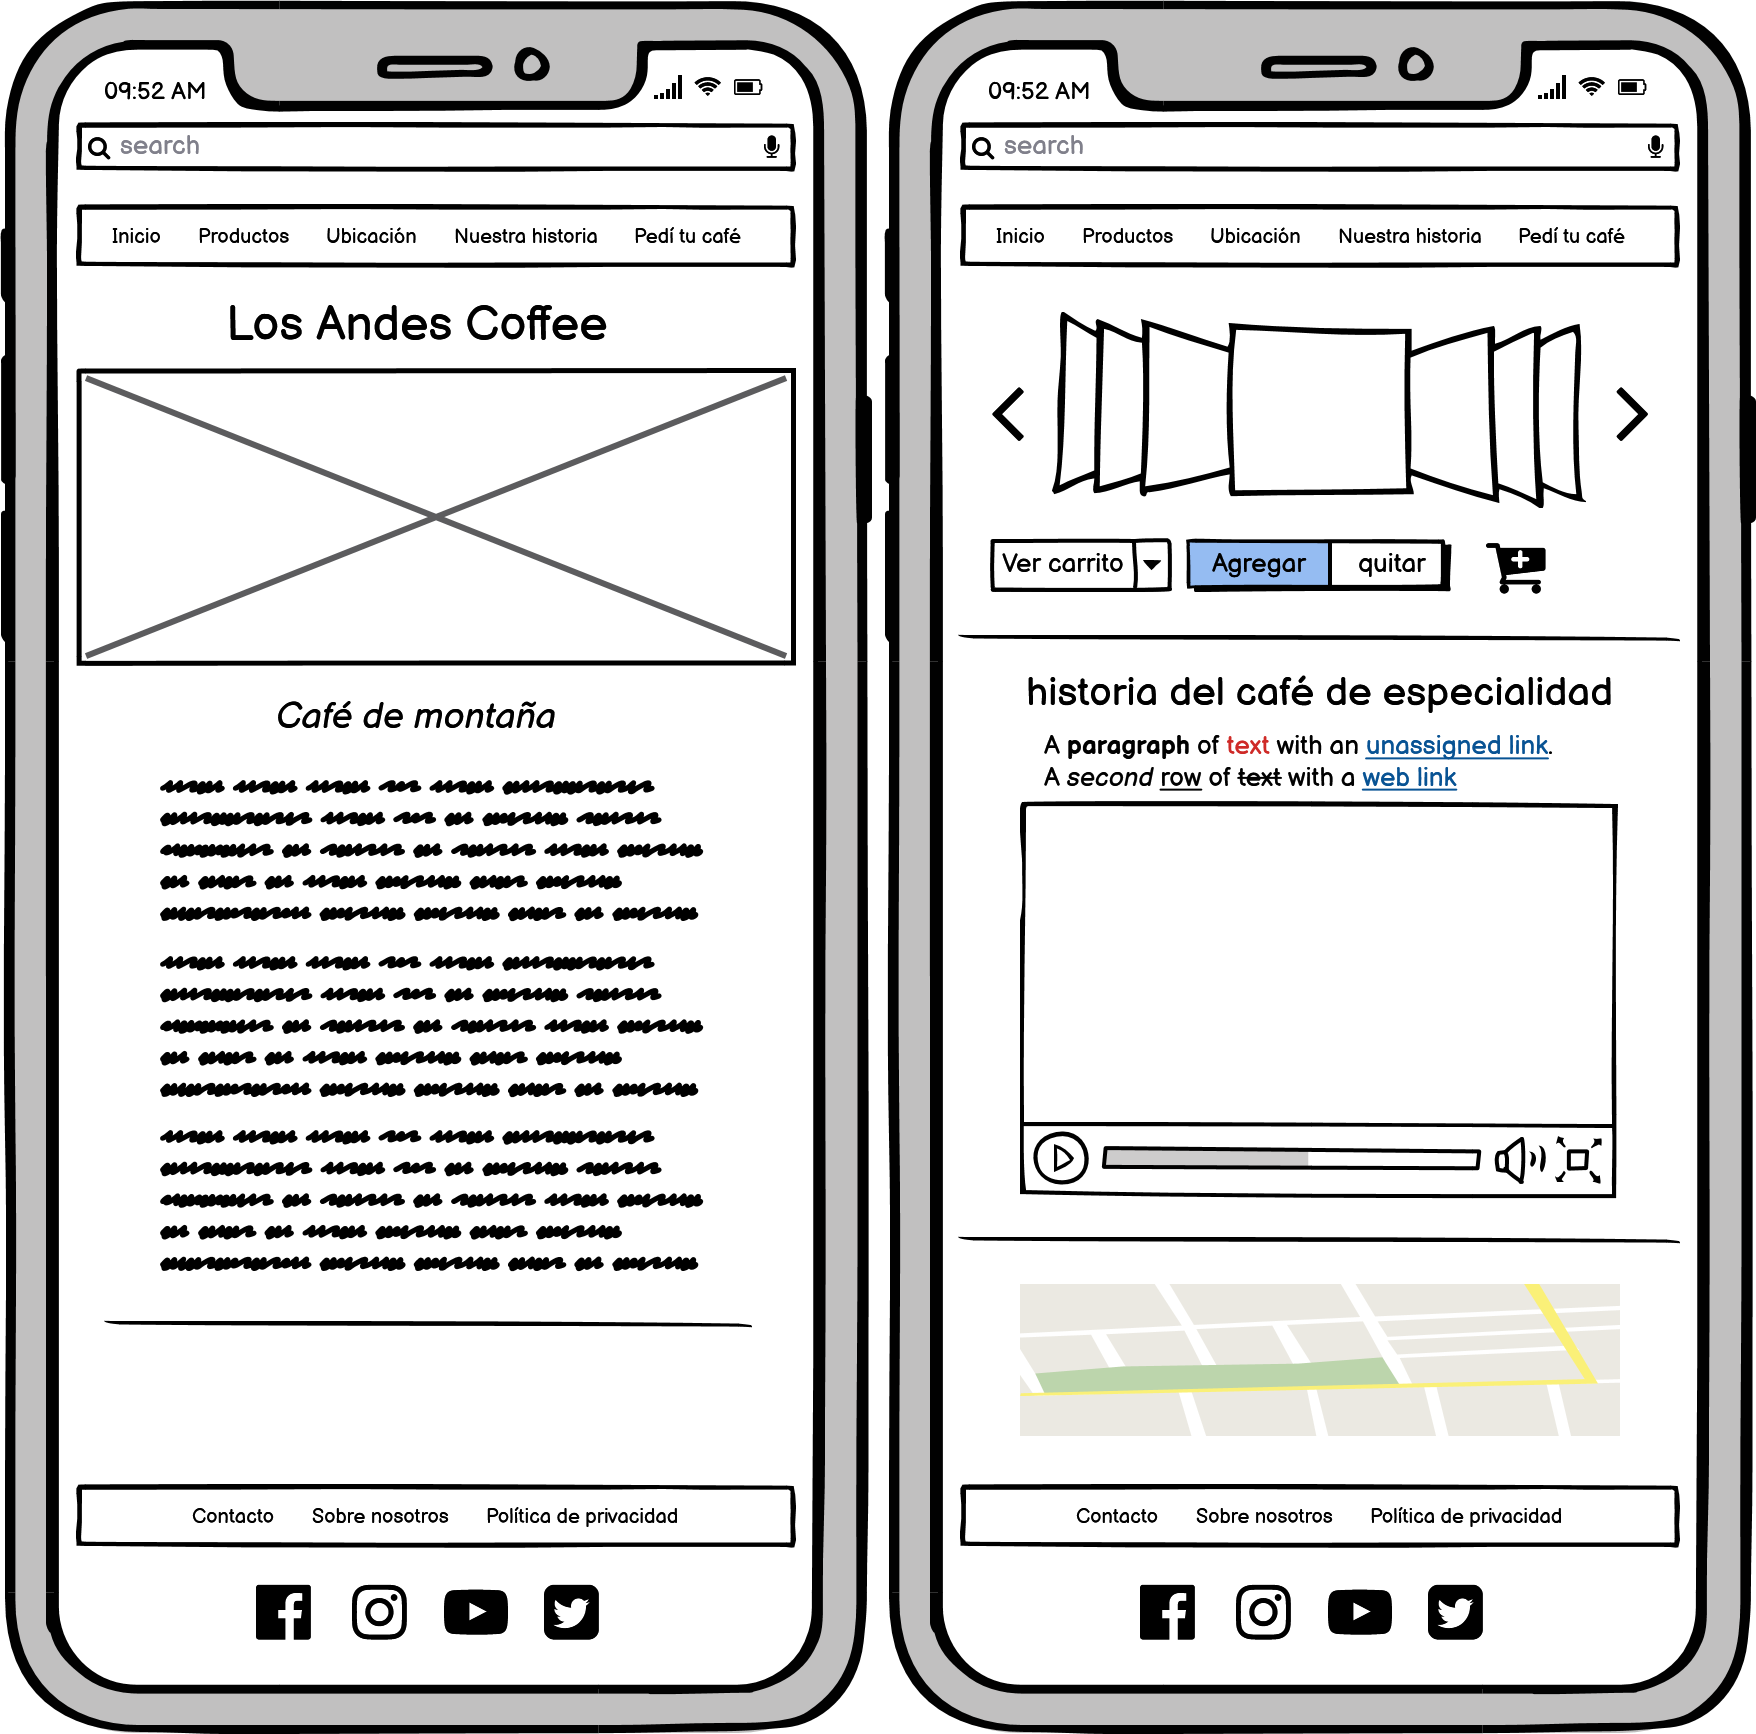 09:52 AM
search
Inicio Productos Ubicación Nuestra historia Pedí tu café
Los Andes Coffee
Café de montaña
Contacto Sobre nosotros Política de privacidad
09:52 AM
search
Inicio Productos Ubicación Nuestra historia Pedí tu café
Ver carrito Agregar quitar
historia del café de especialidad
A paragraph of text with an unassigned link.
A second row of text with a web link
Contacto Sobre nosotros Política de privacidad